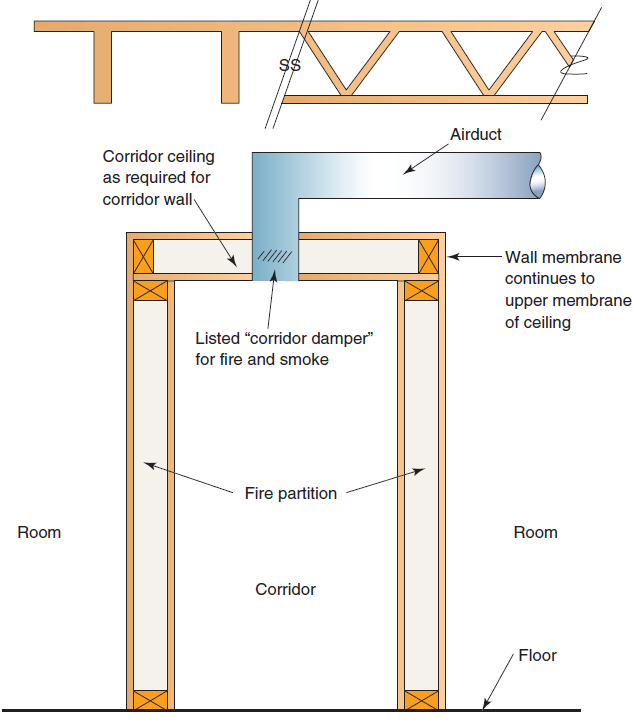 SS
Airduct
Corridor ceiling
as required for
corridor wall
Wall membrane
continues to
upper membrane
of ceiling
Listed “corridor damper”
for fire and smoke
Fire partition
Room
Room
Corridor
Floor